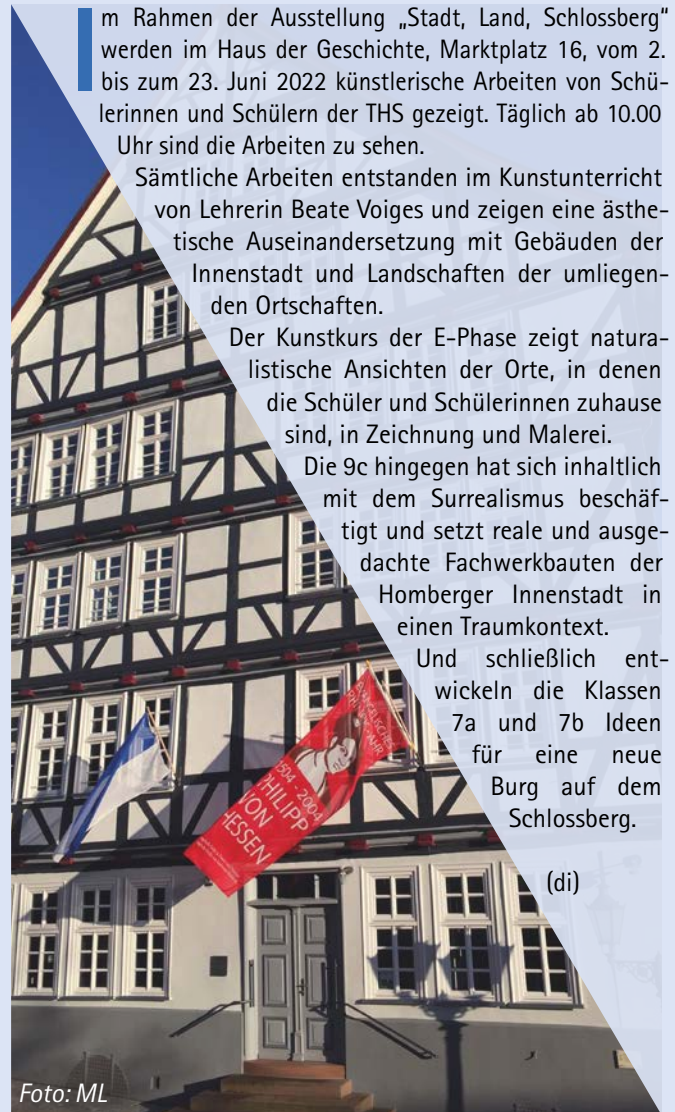 Im Rahmen der Ausstellung „Stadt, Land, Schlossberg“
werden im Haus der Geschichte, Marktplatz 16, vom 2.
bis zum 23. Juni 2022 künstlerische Arbeiten von Schü-
lerinnen und Schülern der THS gezeigt. Täglich ab 10.00
Uhr sind die Arbeiten zu sehen.
Sämtliche Arbeiten entstanden im Kunstunterricht
von Lehrerin Beate Voiges und zeigen eine ästhe-
tische Auseinandersetzung mit Gebäuden der
Innenstadt und Landschaften der umliegen-
den Ortschaften.
Der Kunstkurs der E-Phase zeigt natura-
listische Ansichten der Orte, in denen
die Schüler und Schülerinnen zuhause
sind, in Zeichnung und Malerei.
Die 9c hingegen hat sich inhaltlich
mit dem Surrealismus beschäf-
tigt und setzt reale und ausge-
dachte Fachwerkbauten der
Homberger Innenstadt in
einen Traumkontext.
Und schließlich ent-
wickeln die Klassen
7a und 7b Ideen
für eine neue
Burg auf dem
Schlossberg.
(di)
1504 - 2004
PHILIPP
VON
HESSEN
Foto: ML